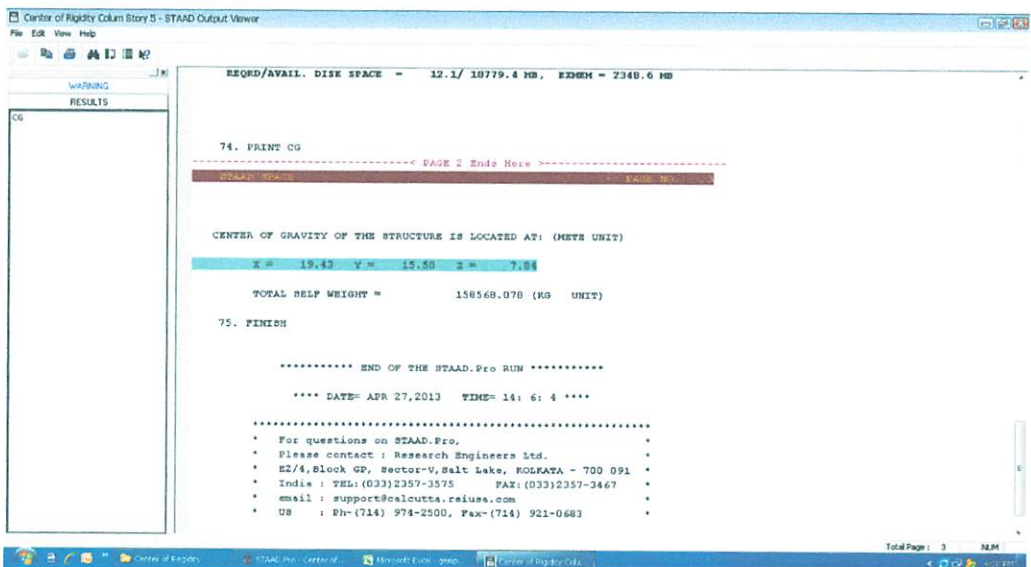 Center of Rigidity Colum Story 5 - STAAD Output Viewer
File Edit View Help
WARNING
RESULTS
CG
REQRD/AVAIL. DISK SPACE = 12.1/ 18779.4 MB, EXMEM = 2348.6 MB
74. PRINT CG
< PAGE 2 Ends Here >
STAAD SPACE -- PAGE NO.
CENTER OF GRAVITY OF THE STRUCTURE IS LOCATED AT: (METE UNIT)
X = 19.43 Y = 15.50 Z = 7.84
TOTAL SELF WEIGHT = 158568.078 (KG UNIT)
75. FINISH
*********** END OF THE STAAD.Pro RUN ***********
**** DATE= APR 27,2013 TIME= 14: 6: 4 ****
************************************************************
* For questions on STAAD.Pro, *
* Please contact : Research Engineers Ltd. *
* E2/4,Block GP, Sector-V,Salt Lake, KOLKATA - 700 091 *
* India : TEL:(033)2357-3575 FAX:(033)2357-3467 *
* email : support@calcutta.reiusa.com *
* US : Ph-(714) 974-2500, Fax-(714) 921-0683 *
Total Page : 3 NUM
Center of Rigidity STAAD.Pro - Center of... Microsoft Excel - Center of Rigidity Colu...